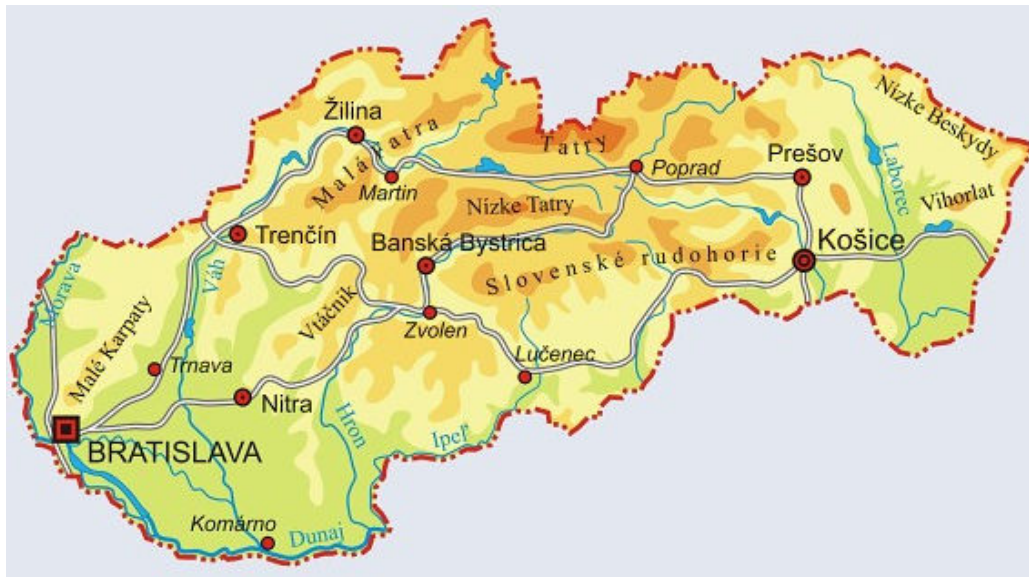 Žilina
Malá Fatra
Martin
Tatry
Poprad
Prešov
Nízke Beskydy
Laborec
Vihorlat
Nízke Tatry
Trenčín
Banská Bystrica
Slovenské rudohorie
Košice
Morava
Váh
Malé Karpaty
Vtáčnik
Zvolen
Lučenec
Trnava
Nitra
Hron
Ipeľ
BRATISLAVA
Komárno
Dunaj